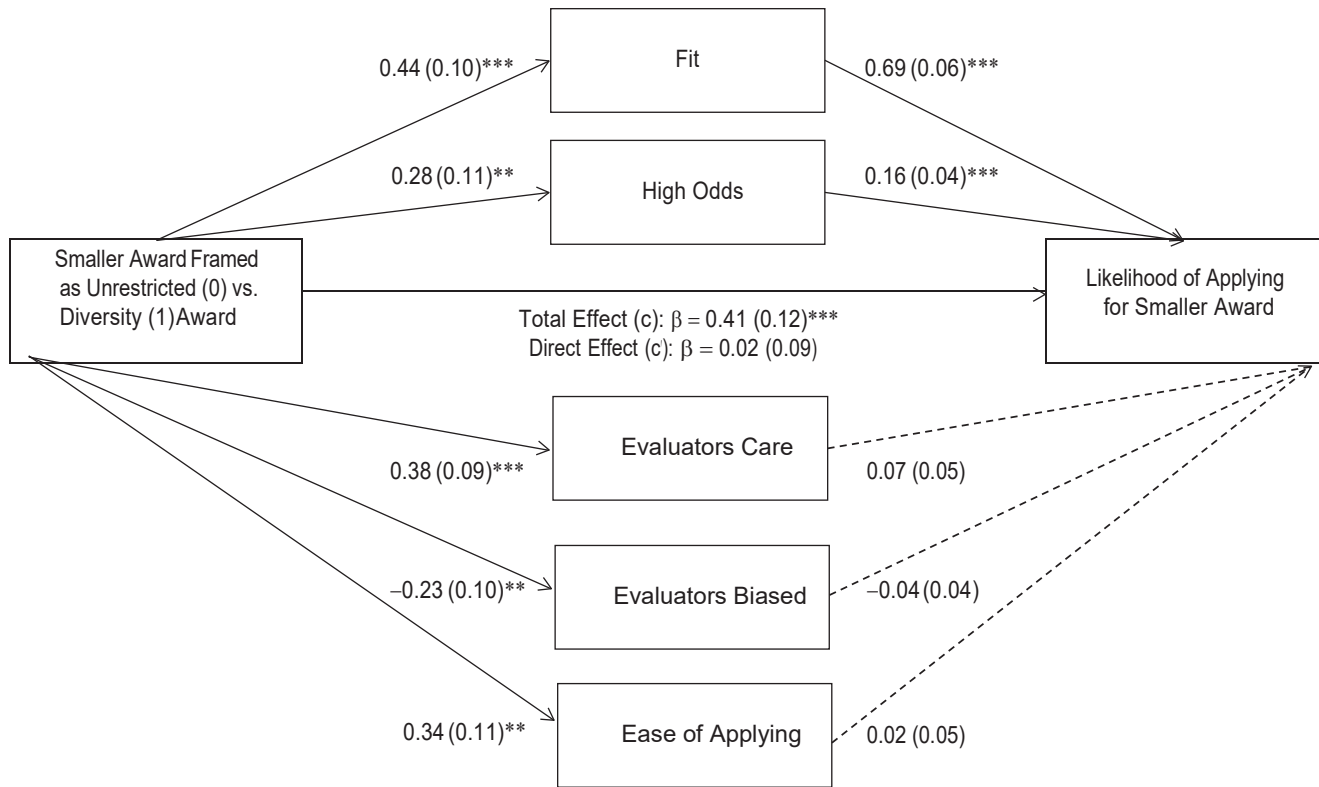 Fit
0.44 (0.10)***
0.69 (0.06)***
High Odds
0.28 (0.11)**
0.16 (0.04)***
Smaller Award Framed
as Unrestricted (0) vs.
Diversity (1)Award
Total Effect (c): β = 0.41 (0.12)***
Direct Effect (c'): β = 0.02 (0.09)
Likelihood of Applying
for Smaller Award
Evaluators Care
0.38 (0.09)***
0.07 (0.05)
Evaluators Biased
−0.23 (0.10)**
−0.04 (0.04)
Ease of Applying
0.34 (0.11)**
0.02 (0.05)